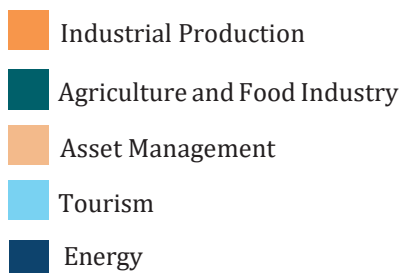 Industrial Production
Agriculture and Food Industry
Asset Management
Tourism
Energy